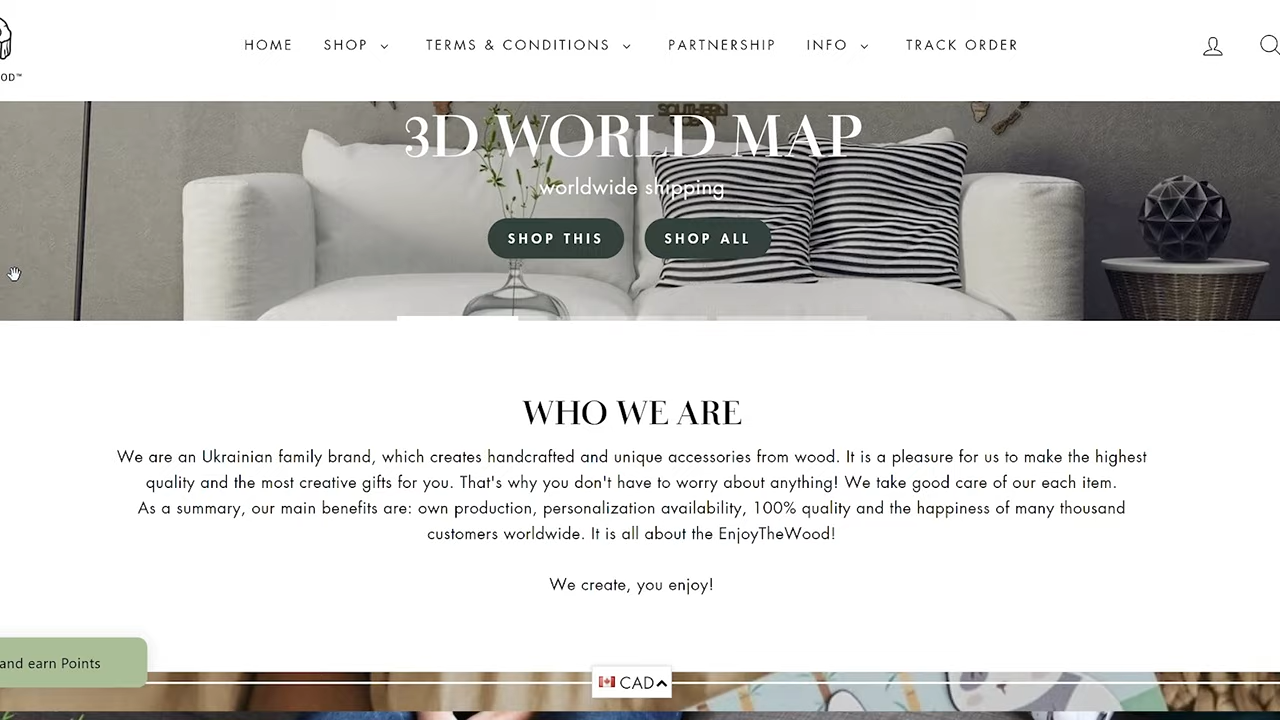 HOME SHOP TERMS & CONDITIONS PARTNERSHIP INFO TRACK ORDER
OD™
SOUTHERN
3D WORLD MAP
worldwide shipping
SHOP THIS SHOP ALL
WHO WE ARE
We are an Ukrainian family brand, which creates handcrafted and unique accessories from wood. It is a pleasure for us to make the highest
quality and the most creative gifts for you. That's why you don't have to worry about anything! We take good care of our each item.
As a summary, our main benefits are: own production, personalization availability, 100% quality and the happiness of many thousand
customers worldwide. It is all about the EnjoyTheWood!
We create, you enjoy!
and earn Points
CAD